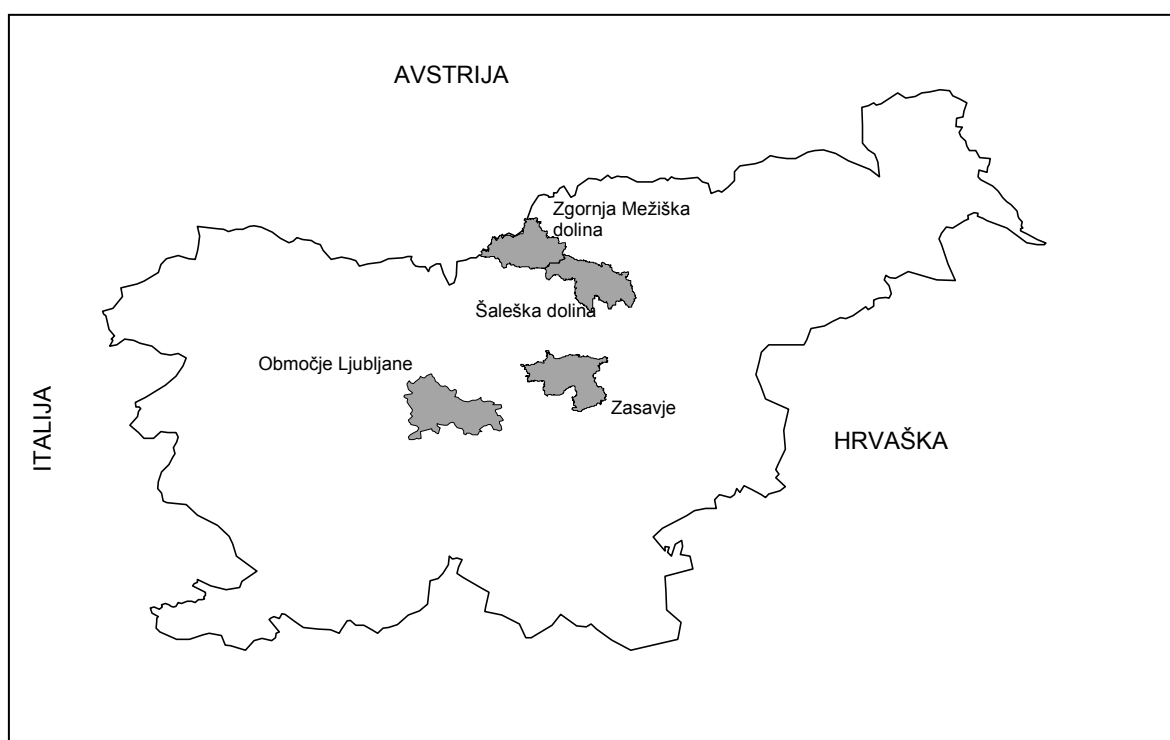 AVSTRIJA
Zgornja Mežiška
dolina
Šaleška dolina
Območje Ljubljane
Zasavje
ITALIJA
HRVAŠKA